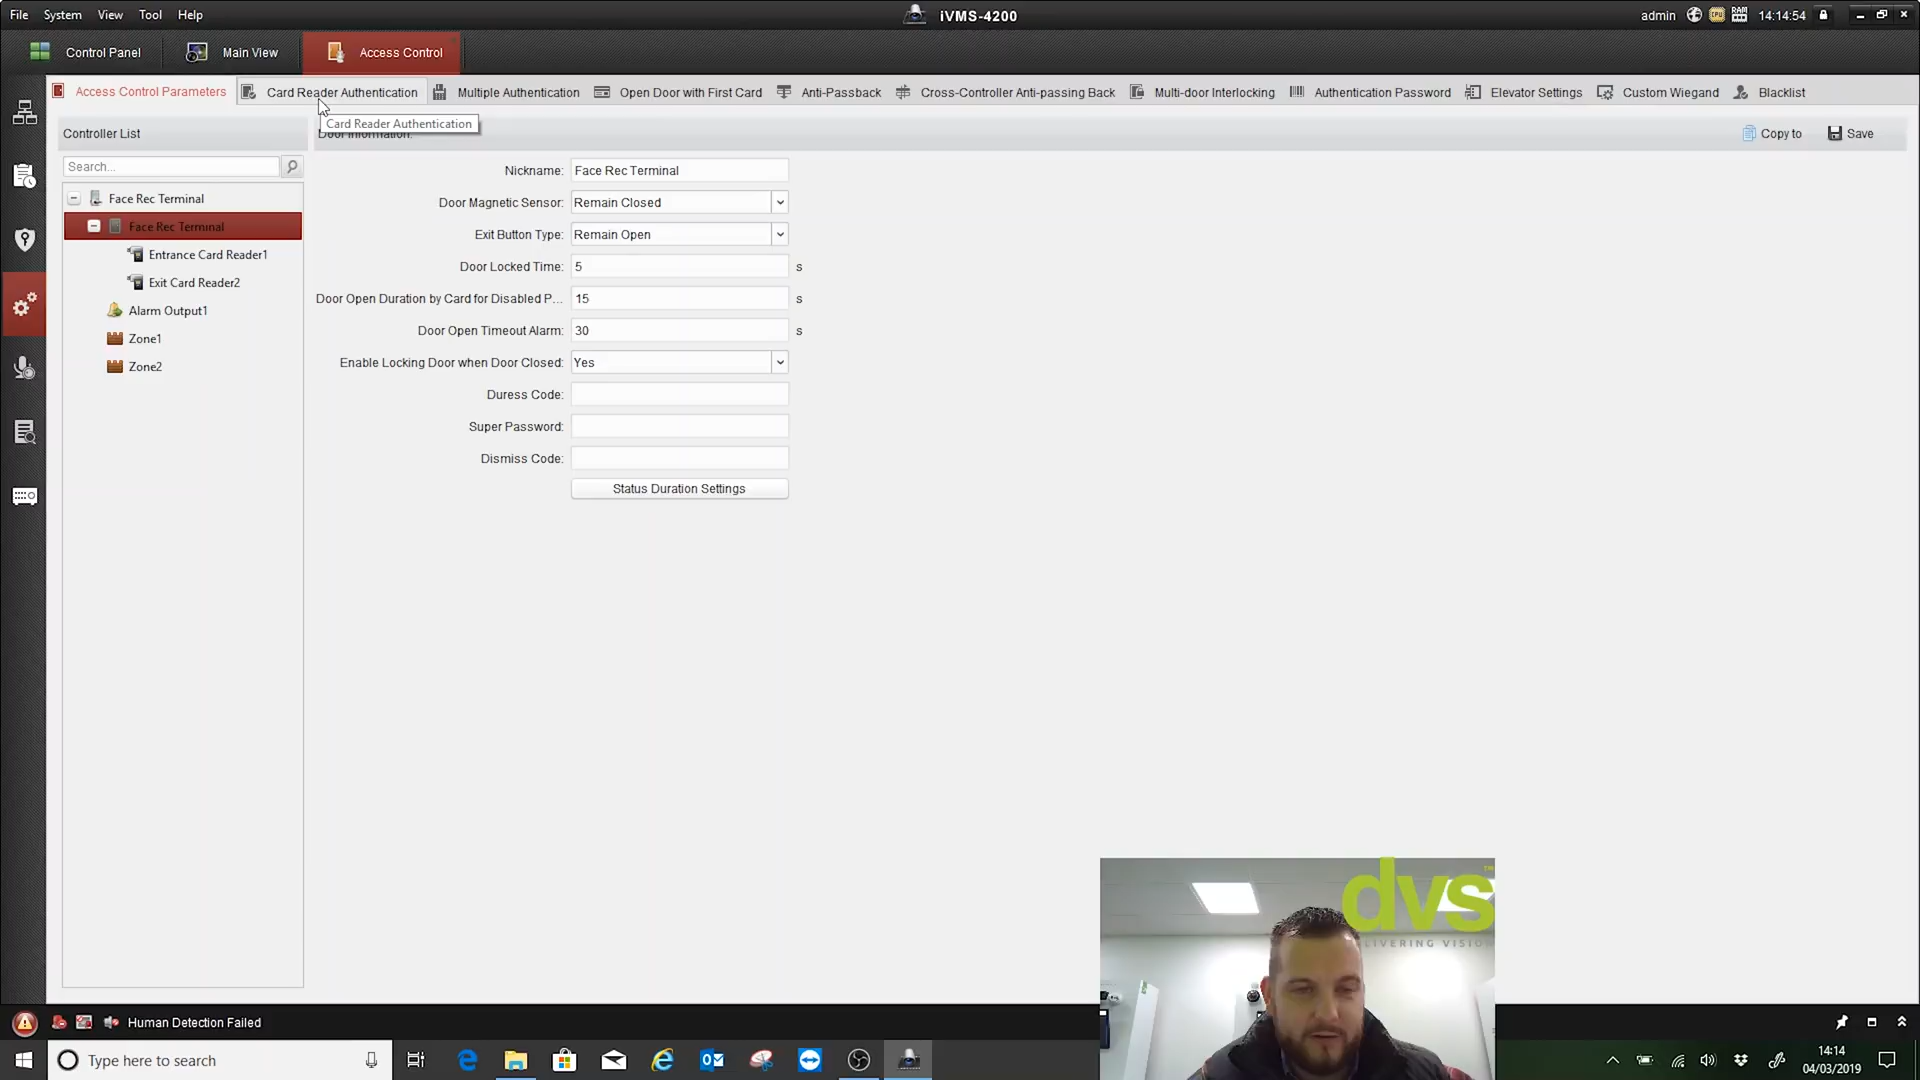 File System View Tool Help
iVMS-4200
admin CPU RAM 14:14:54
Control Panel Main View Access Control
Access Control Parameters Card Reader Authentication Multiple Authentication Open Door with First Card Anti-Passback Cross-Controller Anti-passing Back Multi-door Interlocking Authentication Password Elevator Settings Custom Wiegand Blacklist
Card Reader Authentication
Controller List
Door Information:
Copy to Save
Search...
Face Rec Terminal
Face Rec Terminal
Entrance Card Reader1
Exit Card Reader2
Alarm Output1
Zone1
Zone2
Nickname: Face Rec Terminal
Door Magnetic Sensor: Remain Closed
Exit Button Type: Remain Open
Door Locked Time: 5 s
Door Open Duration by Card for Disabled P... 15 s
Door Open Timeout Alarm: 30 s
Enable Locking Door when Door Closed: Yes
Duress Code:
Super Password:
Dismiss Code:
Status Duration Settings
dvs™
Human Detection Failed
Type here to search
14:14
04/03/2019